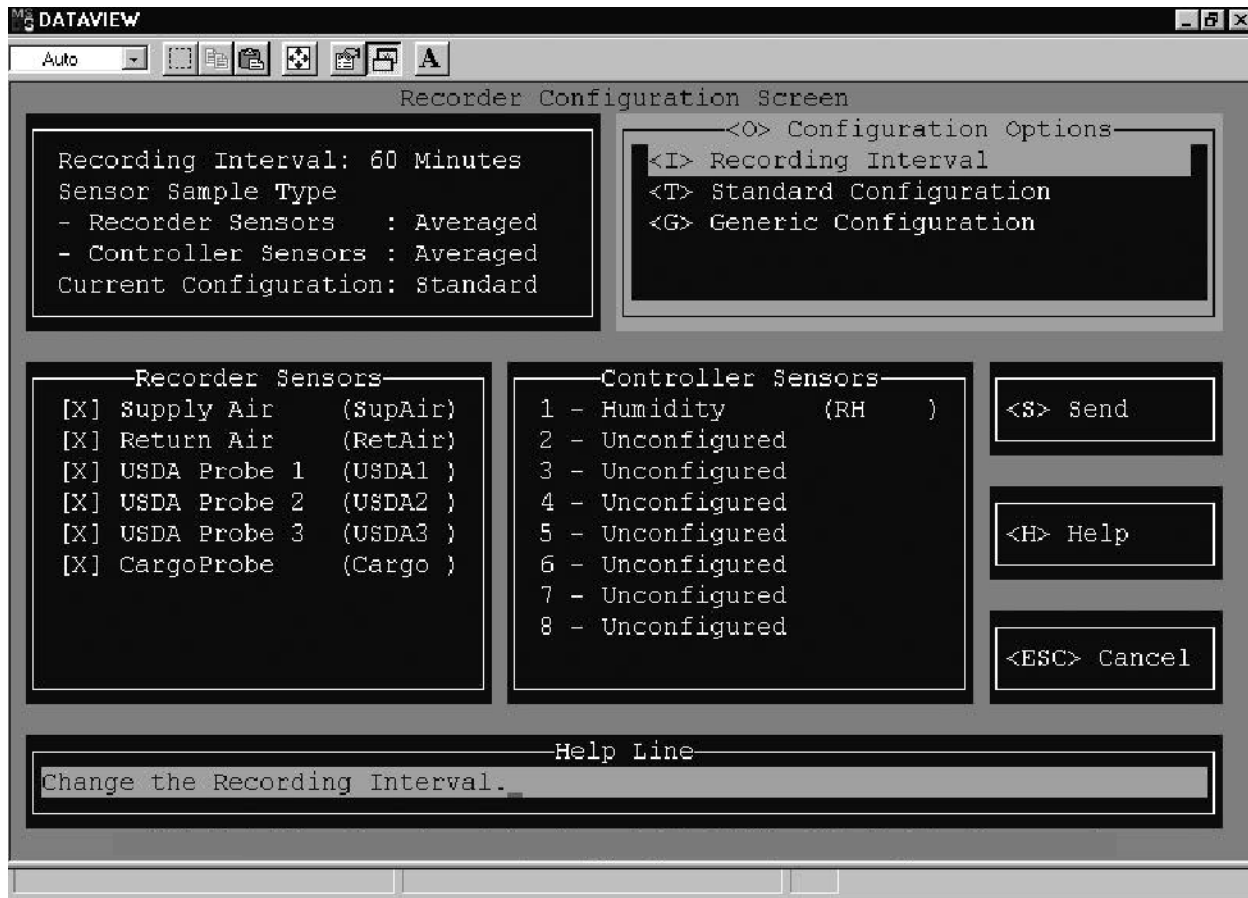 DATAVIEW
Auto
A
Recorder Configuration Screen
Recording Interval: 60 Minutes
Sensor Sample Type
- Recorder Sensors : Averaged
- Controller Sensors : Averaged
Current Configuration: Standard
<O> Configuration Options
<I> Recording Interval
<T> Standard Configuration
<G> Generic Configuration
Recorder Sensors
[X] Supply Air (SupAir)
[X] Return Air (RetAir)
[X] USDA Probe 1 (USDA1 )
[X] USDA Probe 2 (USDA2 )
[X] USDA Probe 3 (USDA3 )
[X] CargoProbe (Cargo )
Controller Sensors
1 - Humidity (RH )
2 - Unconfigured
3 - Unconfigured
4 - Unconfigured
5 - Unconfigured
6 - Unconfigured
7 - Unconfigured
8 - Unconfigured
<S> Send
<H> Help
<ESC> Cancel
Help Line
Change the Recording Interval._